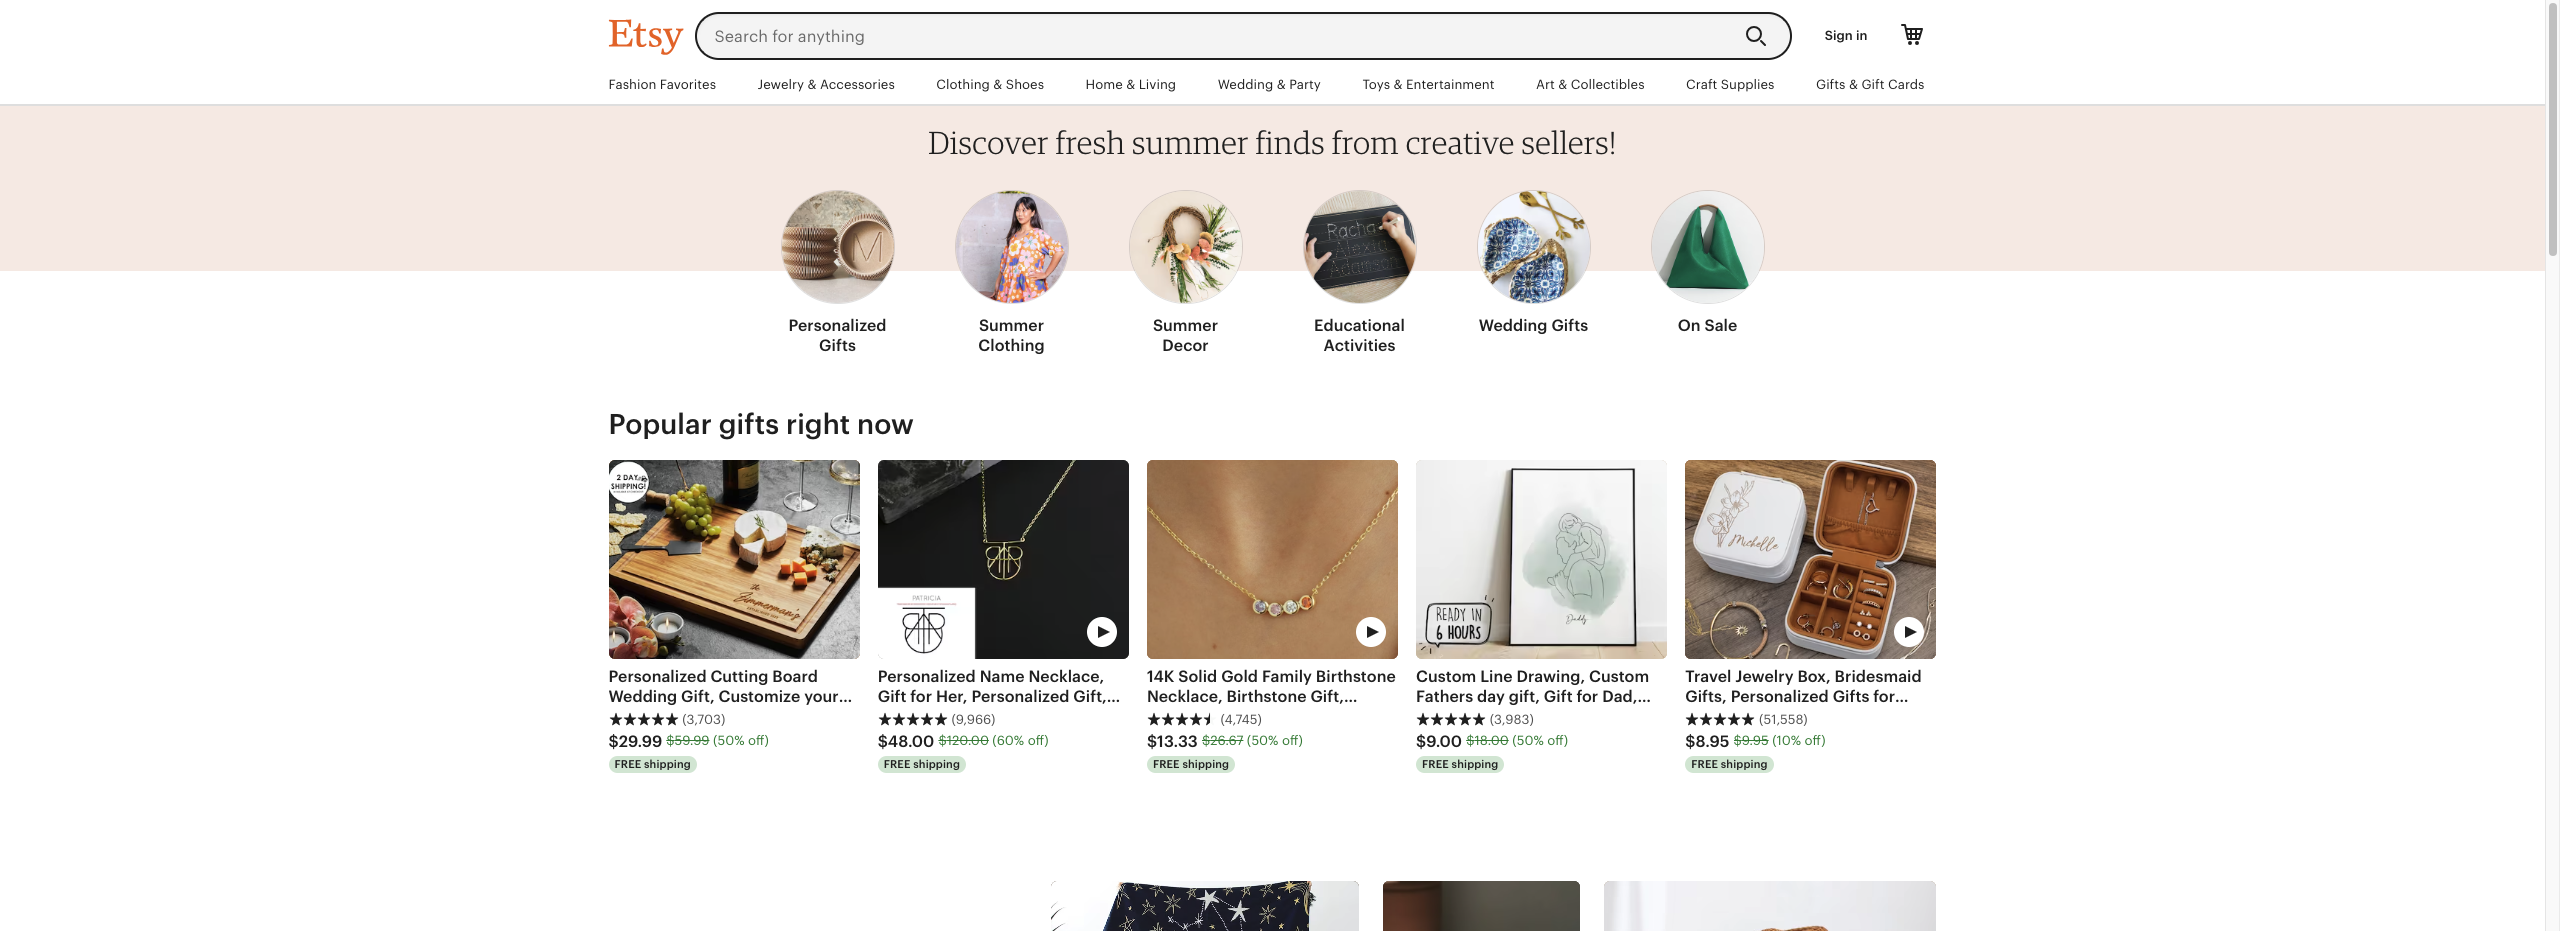 Etsy
Search for anything
Sign in
Fashion Favorites
Jewelry & Accessories
Clothing & Shoes
Home & Living
Wedding & Party
Toys & Entertainment
Art & Collectibles
Craft Supplies
Gifts & Gift Cards
Discover fresh summer finds from creative sellers!
M
Alexia
Adamson
Personalized
Gifts
Summer
Clothing
Summer
Decor
Educational
Activities
Wedding Gifts
On Sale
Popular gifts right now
2 DAY
SHIPPING!
The
Zimmerman's
Personalized Cutting Board
Wedding Gift, Customize your...
(3,703)
$29.99 $59.99 (50% off)
FREE shipping
PATRICIA
Personalized Name Necklace,
Gift for Her, Personalized Gift,...
(9,966)
$48.00 $120.00 (60% off)
FREE shipping
14K Solid Gold Family Birthstone
Necklace, Birthstone Gift,...
(4,745)
$13.33 $26.67 (50% off)
FREE shipping
READY IN
6 HOURS
Daddy
Custom Line Drawing, Custom
Fathers day gift, Gift for Dad,...
(3,983)
$9.00 $18.00 (50% off)
FREE shipping
Michelle
Travel Jewelry Box, Bridesmaid
Gifts, Personalized Gifts for...
(51,558)
$8.95 $9.95 (10% off)
FREE shipping